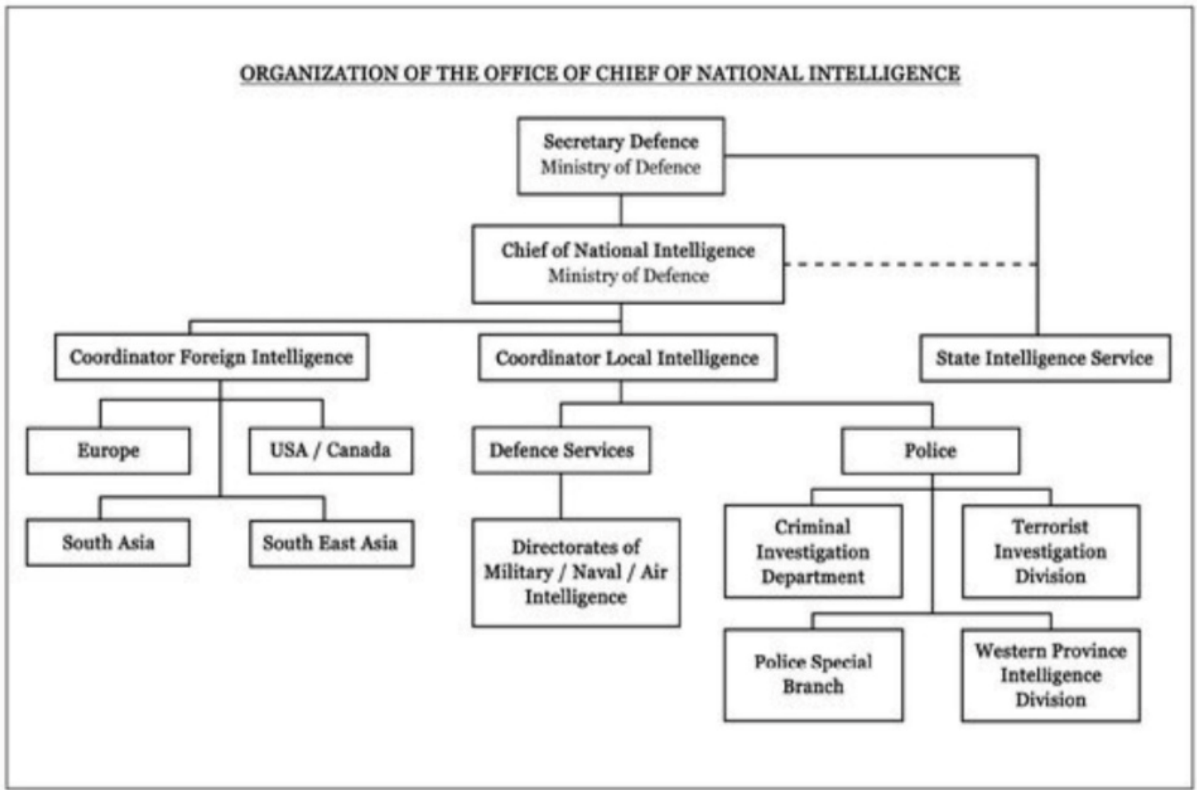 ORGANIZATION OF THE OFFICE OF CHIEF OF NATIONAL INTELLIGENCE
Secretary Defence
Ministry of Defence
Chief of National Intelligence
Ministry of Defence
Coordinator Foreign Intelligence
Coordinator Local Intelligence
State Intelligence Service
Europe
USA / Canada
Defence Services
Police
South Asia
South East Asia
Directorates of
Military / Naval / Air
Intelligence
Criminal
Investigation
Department
Terrorist
Investigation
Division
Police Special
Branch
Western Province
Intelligence
Division